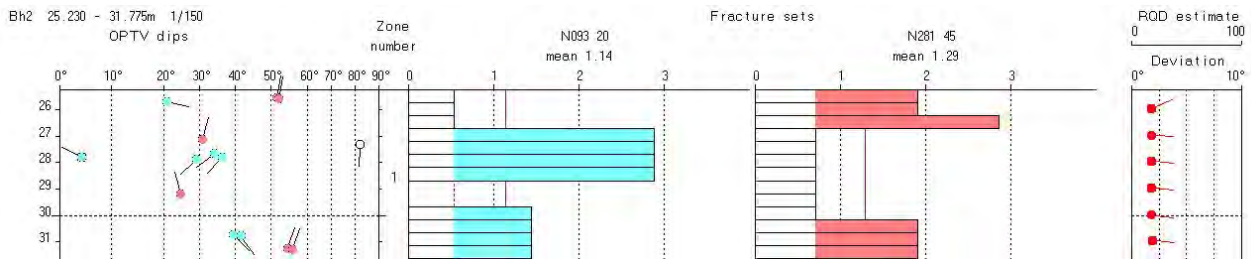 Bh2 25.230 - 31.775m 1/150
OPTV dips
Zone
number
Fracture sets
N093 20
mean 1.14
N281 45
mean 1.29
RQD estimate
0 100
Deviation
0° 10° 20° 30° 40° 50° 60° 70° 80° 90° 0 1 2 3 0 1 2 3 0° 10°
26
27
28
29
1
30
31